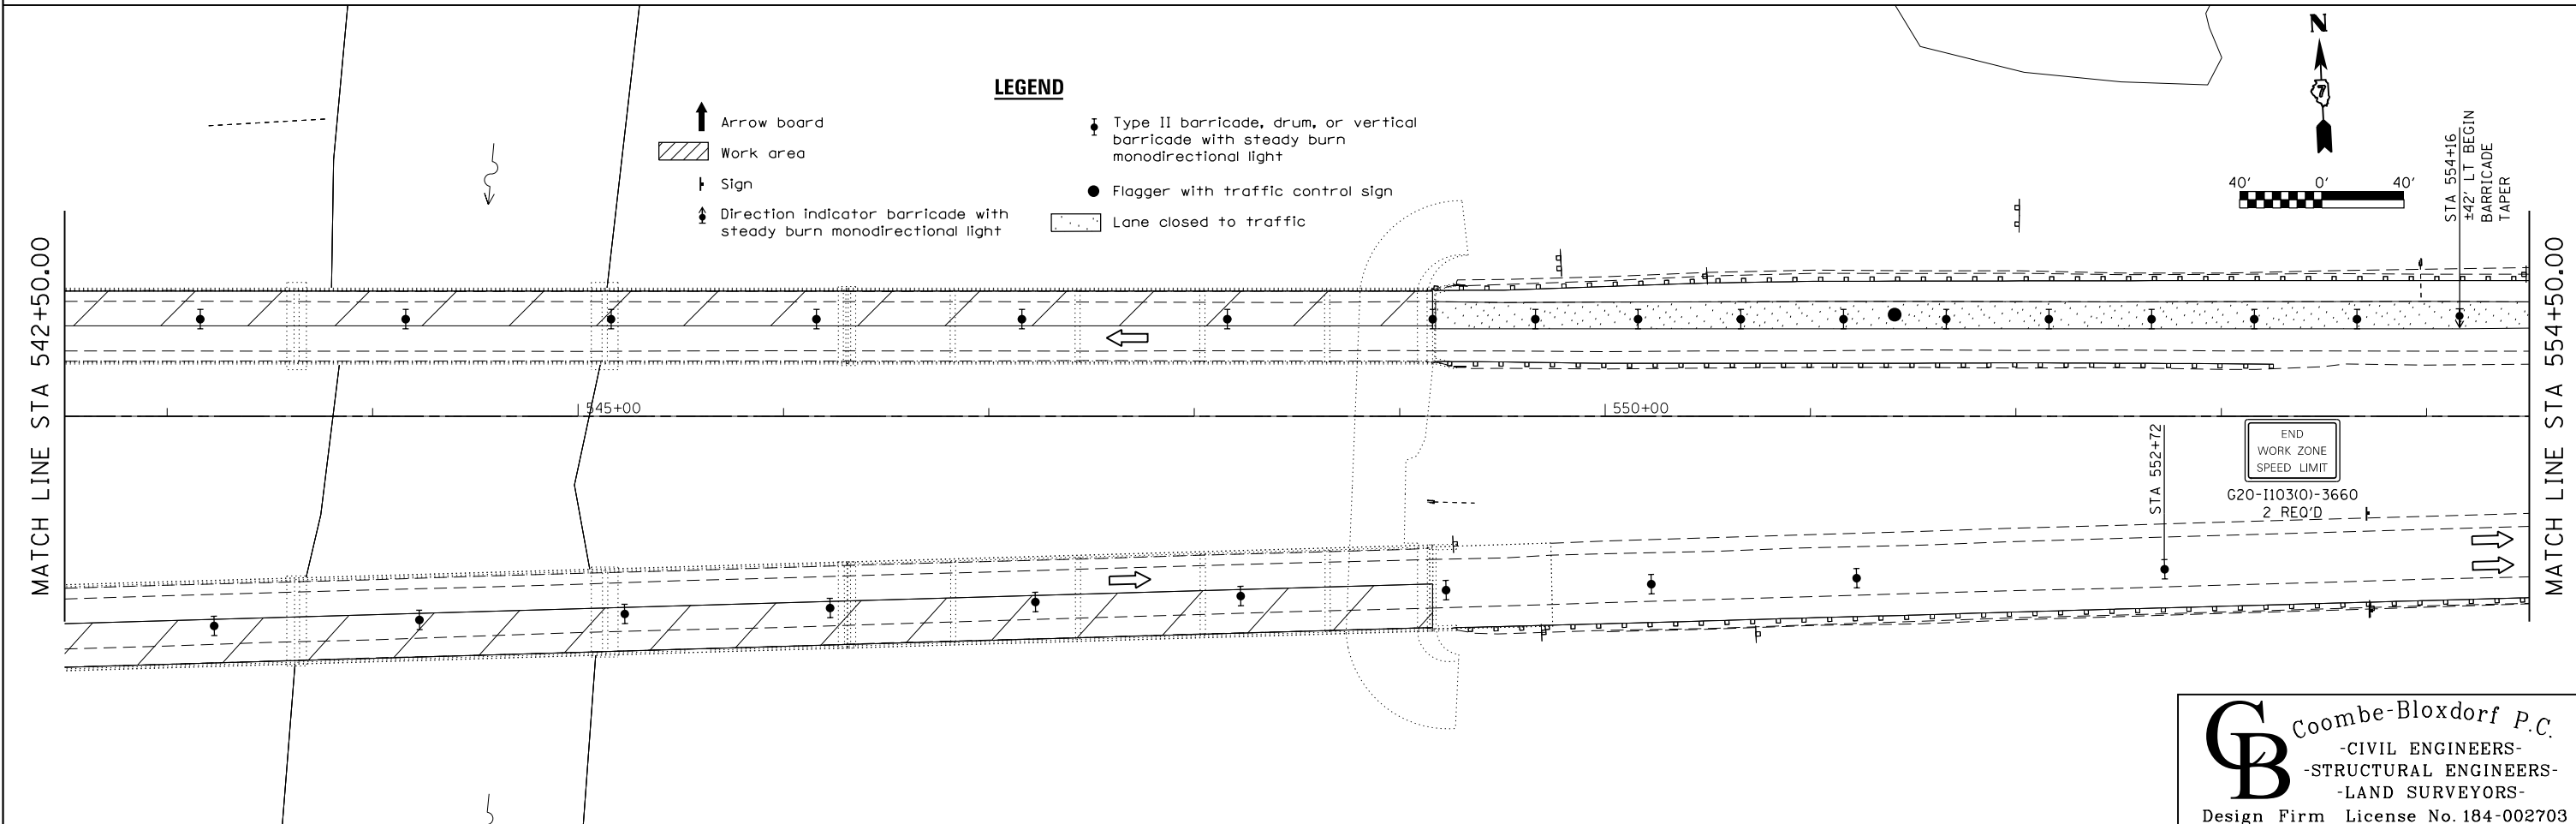 LEGEND
Arrow board
Work area
Sign
Direction indicator barricade with
steady burn monodirectional light
Type II barricade, drum, or vertical
barricade with steady burn
monodirectional light
Flagger with traffic control sign
Lane closed to traffic
N
7
40' 0' 40'
STA 554+16
±42' LT BEGIN
BARRICADE
TAPER
MATCH LINE STA 542+50.00
MATCH LINE STA 554+50.00
545+00
550+00
STA 552+72
END
WORK ZONE
SPEED LIMIT
G20-I103(0)-3660
2 REQ'D
CB
Coombe-Bloxdorf P.C.
-CIVIL ENGINEERS-
-STRUCTURAL ENGINEERS-
-LAND SURVEYORS-
Design Firm License No. 184-002703